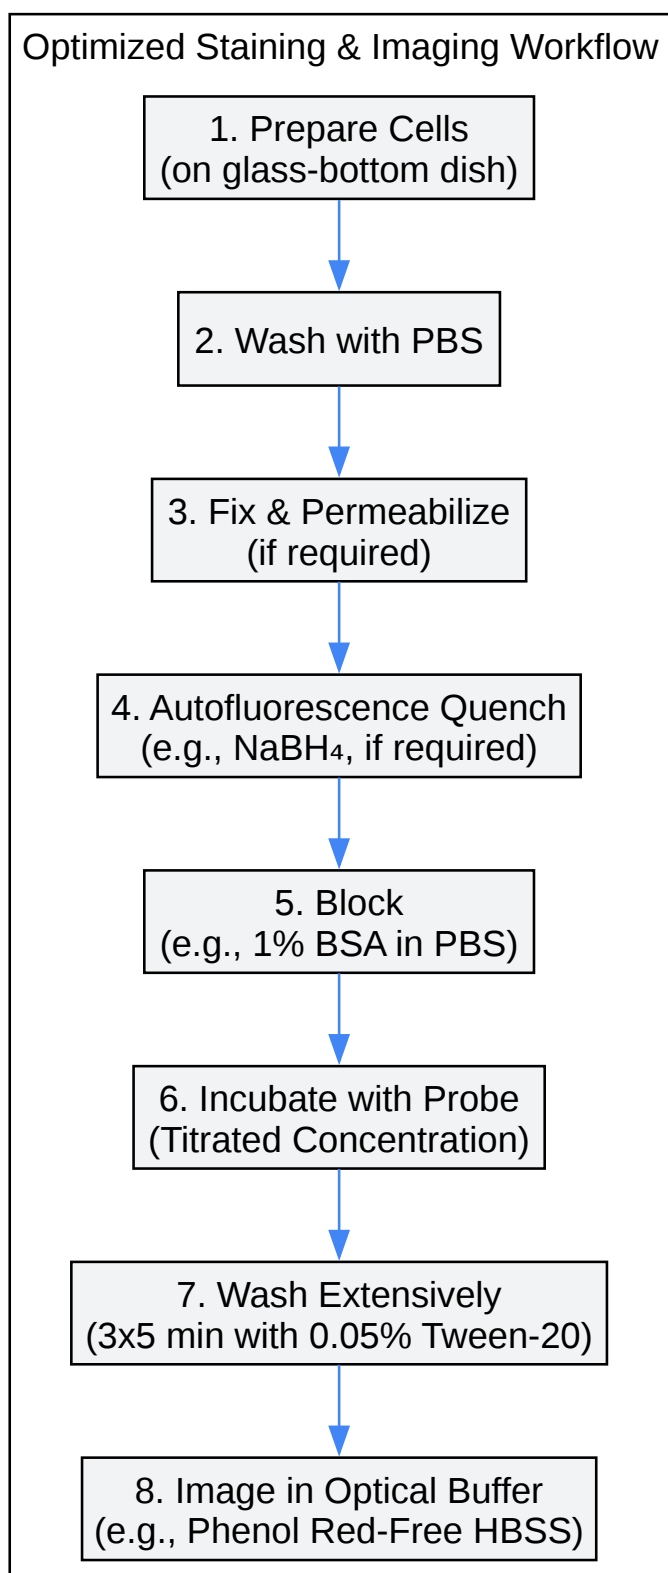 Optimized Staining & Imaging Workflow
1. Prepare Cells
(on glass-bottom dish)
2. Wash with PBS
3. Fix & Permeabilize
(if required)
4. Autofluorescence Quench
(e.g., NaBH₄, if required)
5. Block
(e.g., 1% BSA in PBS)
6. Incubate with Probe
(Titrated Concentration)
7. Wash Extensively
(3x5 min with 0.05% Tween-20)
8. Image in Optical Buffer
(e.g., Phenol Red-Free HBSS)